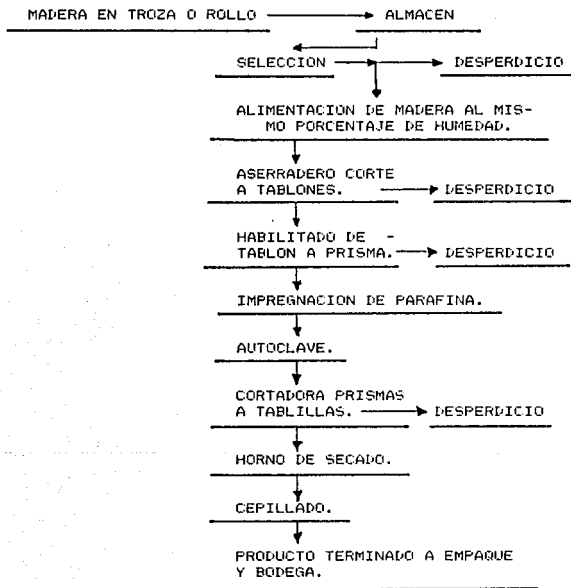 MADERA EN TROZA O ROLLO ALMACEN
SELECCION DESPERDICIO
ALIMENTACION DE MADERA AL MIS-
MO PORCENTAJE DE HUMEDAD.
ASERRADERO CORTE
A TABLONES. DESPERDICIO
HABILITADO DE -
TABLON A PRISMA. DESPERDICIO
IMPREGNACION DE PARAFINA.
AUTOCLAVE.
CORTADORA PRISMAS
A TABLILLAS. DESPERDICIO
HORNO DE SECADO.
CEPILLADO.
PRODUCTO TERMINADO A EMPAQUE
Y BODEGA.